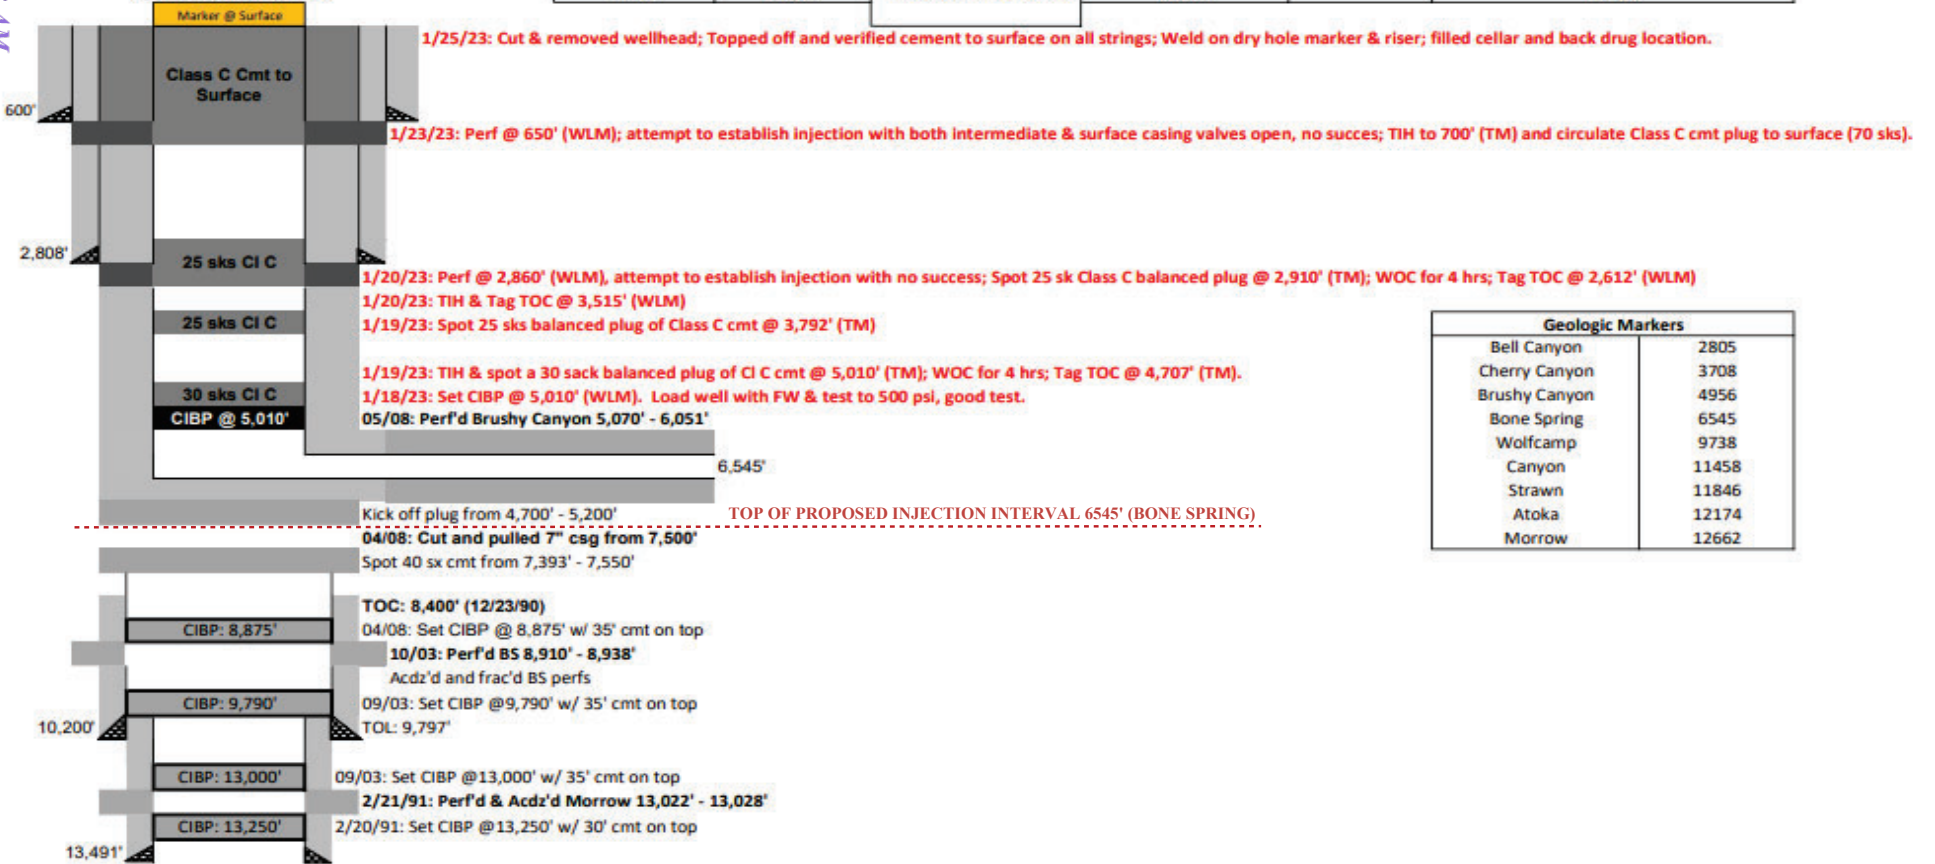 Marker @ Surface
1/25/23: Cut & removed wellhead; Topped off and verified cement to surface on all strings; Weld on dry hole marker & riser; filled cellar and back drug location.
Class C Cmt to
Surface
600'
1/23/23: Perf @ 650' (WLM); attempt to establish injection with both intermediate & surface casing valves open, no succes; TIH to 700' (TM) and circulate Class C cmt plug to surface (70 sks).
2,808'
25 sks Cl C
1/20/23: Perf @ 2,860' (WLM), attempt to establish injection with no success; Spot 25 sk Class C balanced plug @ 2,910' (TM); WOC for 4 hrs; Tag TOC @ 2,612' (WLM)
1/20/23: TIH & Tag TOC @ 3,515' (WLM)
25 sks Cl C
1/19/23: Spot 25 sks balanced plug of Class C cmt @ 3,792' (TM)
1/19/23: TIH & spot a 30 sack balanced plug of Cl C cmt @ 5,010' (TM); WOC for 4 hrs; Tag TOC @ 4,707' (TM).
30 sks Cl C
1/18/23: Set CIBP @ 5,010' (WLM). Load well with FW & test to 500 psi, good test.
CIBP @ 5,010'
05/08: Perf'd Brushy Canyon 5,070' - 6,051'
6,545'
Kick off plug from 4,700' - 5,200'
TOP OF PROPOSED INJECTION INTERVAL 6545' (BONE SPRING)
04/08: Cut and pulled 7" csg from 7,500'
Spot 40 sx cmt from 7,393' - 7,550'
TOC: 8,400' (12/23/90)
CIBP: 8,875'
04/08: Set CIBP @ 8,875' w/ 35' cmt on top
10/03: Perf'd BS 8,910' - 8,938'
Acdz'd and frac'd BS perfs
CIBP: 9,790'
09/03: Set CIBP @9,790' w/ 35' cmt on top
10,200'
TOL: 9,797'
CIBP: 13,000'
09/03: Set CIBP @13,000' w/ 35' cmt on top
2/21/91: Perf'd & Acdz'd Morrow 13,022' - 13,028'
CIBP: 13,250'
2/20/91: Set CIBP @13,250' w/ 30' cmt on top
13,491'
Geologic Markers
Bell Canyon 2805
Cherry Canyon 3708
Brushy Canyon 4956
Bone Spring 6545
Wolfcamp 9738
Canyon 11458
Strawn 11846
Atoka 12174
Morrow 12662